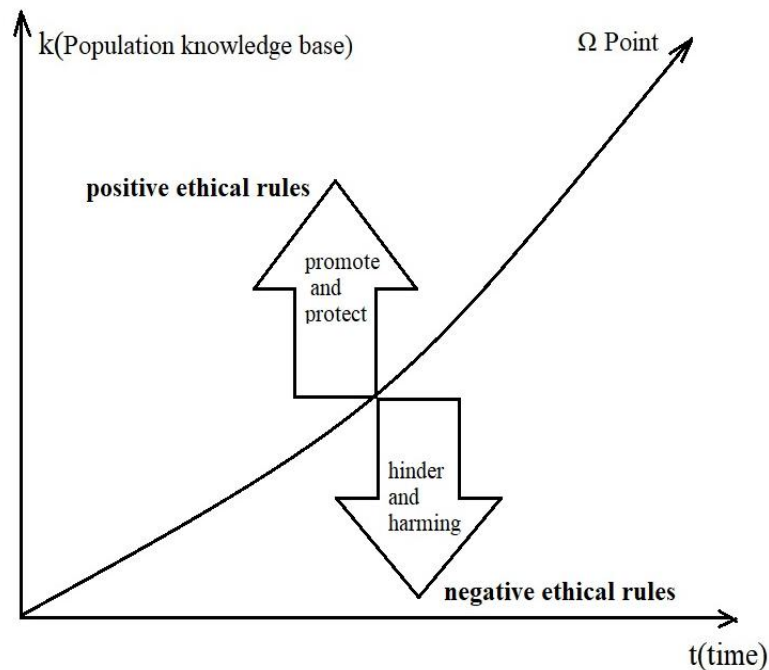 k(Population knowledge base)
Ω Point
positive ethical rules
promote
and
protect
hinder
and
harming
negative ethical rules
t(time)